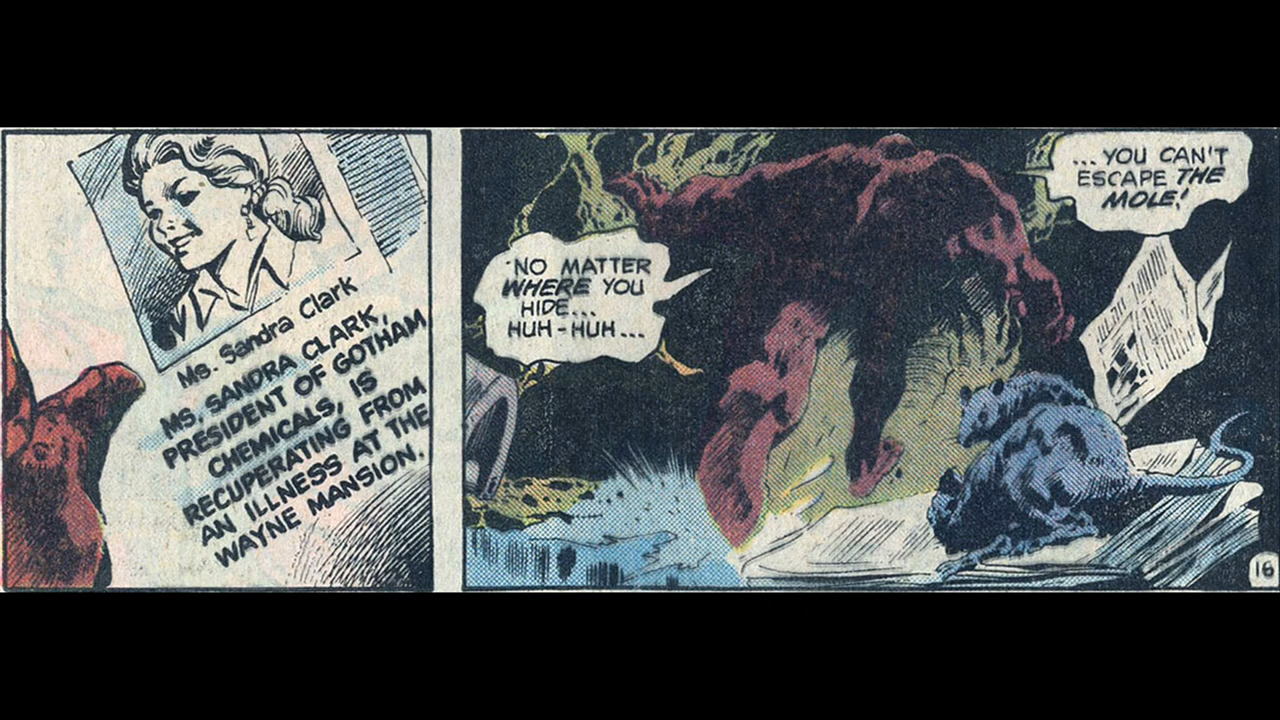 Ms. Sandra Clark
MS. SANDRA CLARK,
PRESIDENT OF GOTHAM
CHEMICALS, IS
RECUPERATING FROM
AN ILLNESS AT THE
WAYNE MANSION.
NO MATTER
WHERE YOU
HIDE...
HUH-HUH...
...YOU CAN'T
ESCAPE THE
MOLE!
16